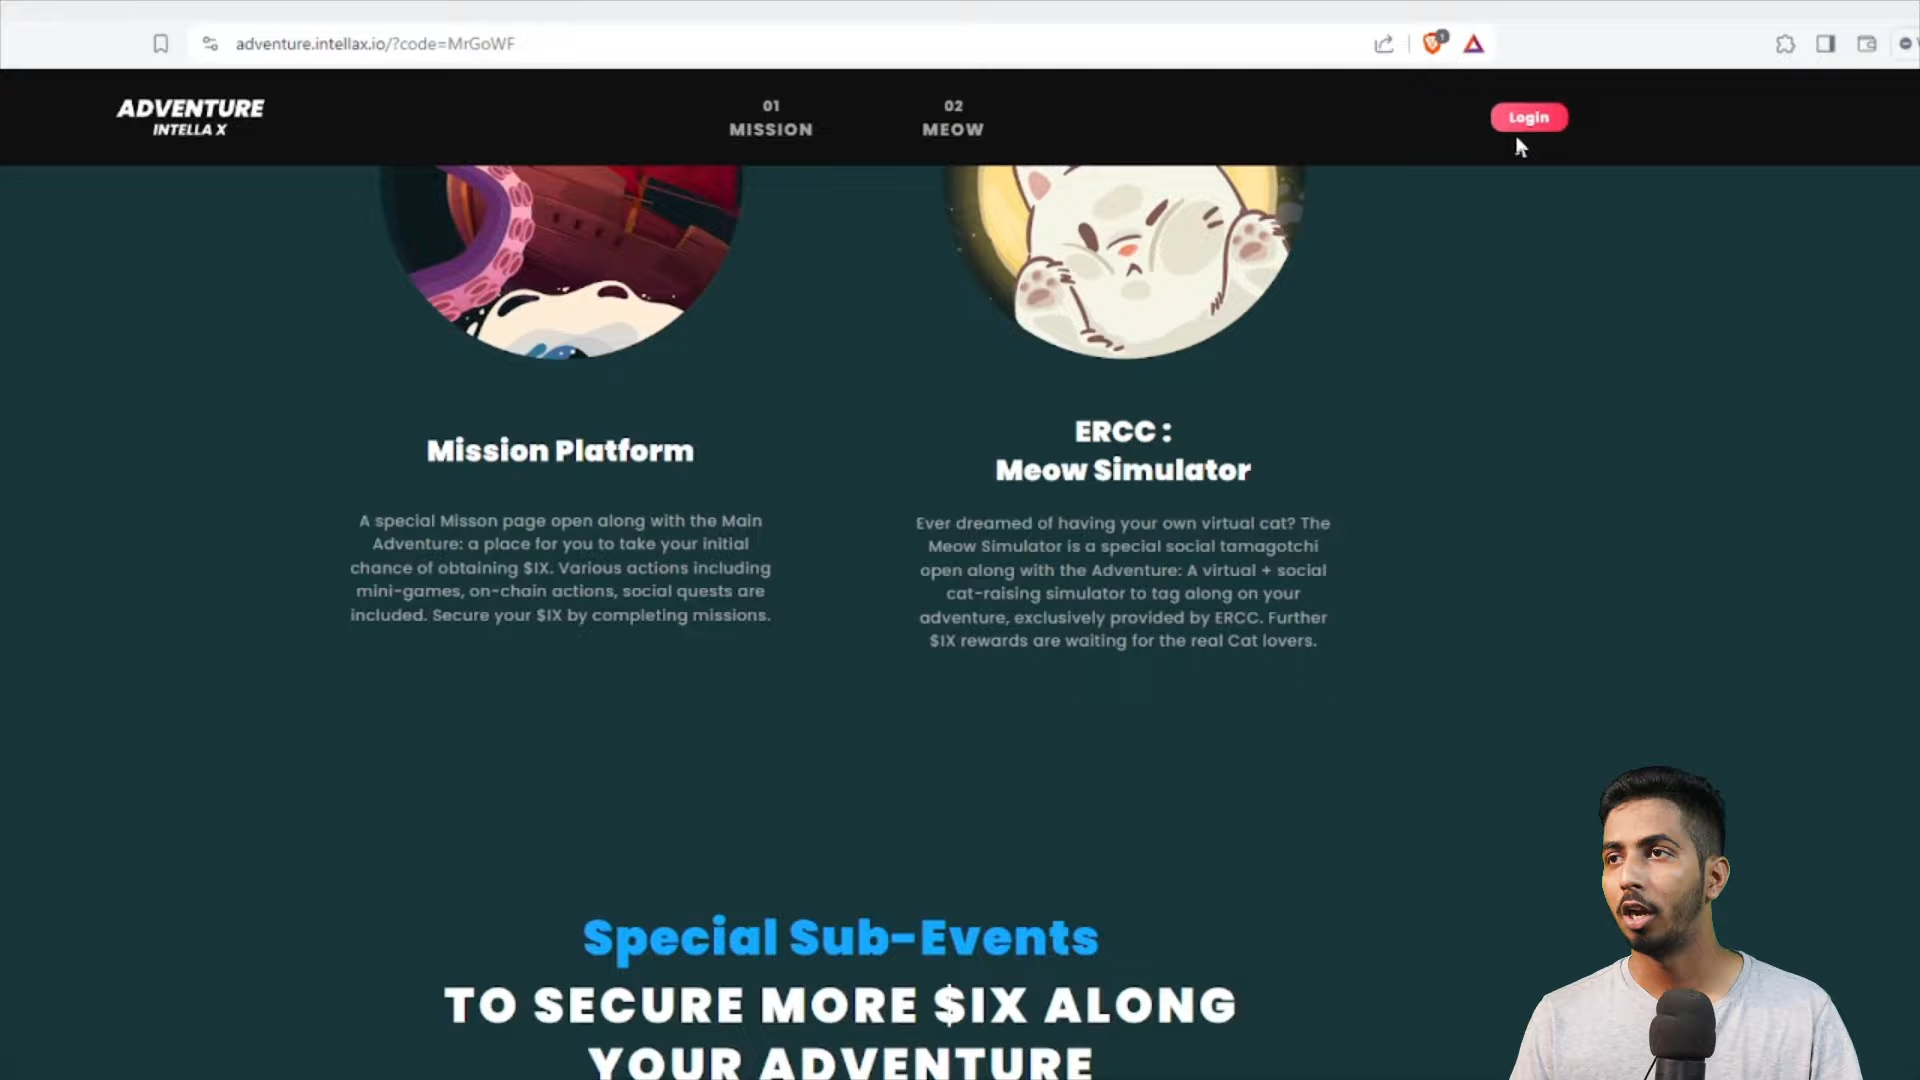 adventure.intellax.io/?code=MrGoWF
ADVENTURE
INTELLA X
01
MISSION
02
MEOW
Login
Mission Platform
A special Misson page open along with the Main
Adventure: a place for you to take your initial
chance of obtaining $IX. Various actions including
mini-games, on-chain actions, social quests are
included. Secure your $IX by completing missions.
ERCC :
Meow Simulator
Ever dreamed of having your own virtual cat? The
Meow Simulator is a special social tamagotchi
open along with the Adventure: A virtual + social
cat-raising simulator to tag along on your
adventure, exclusively provided by ERCC. Further
$IX rewards are waiting for the real Cat lovers.
Special Sub-Events
TO SECURE MORE $IX ALONG
YOUR ADVENTURE